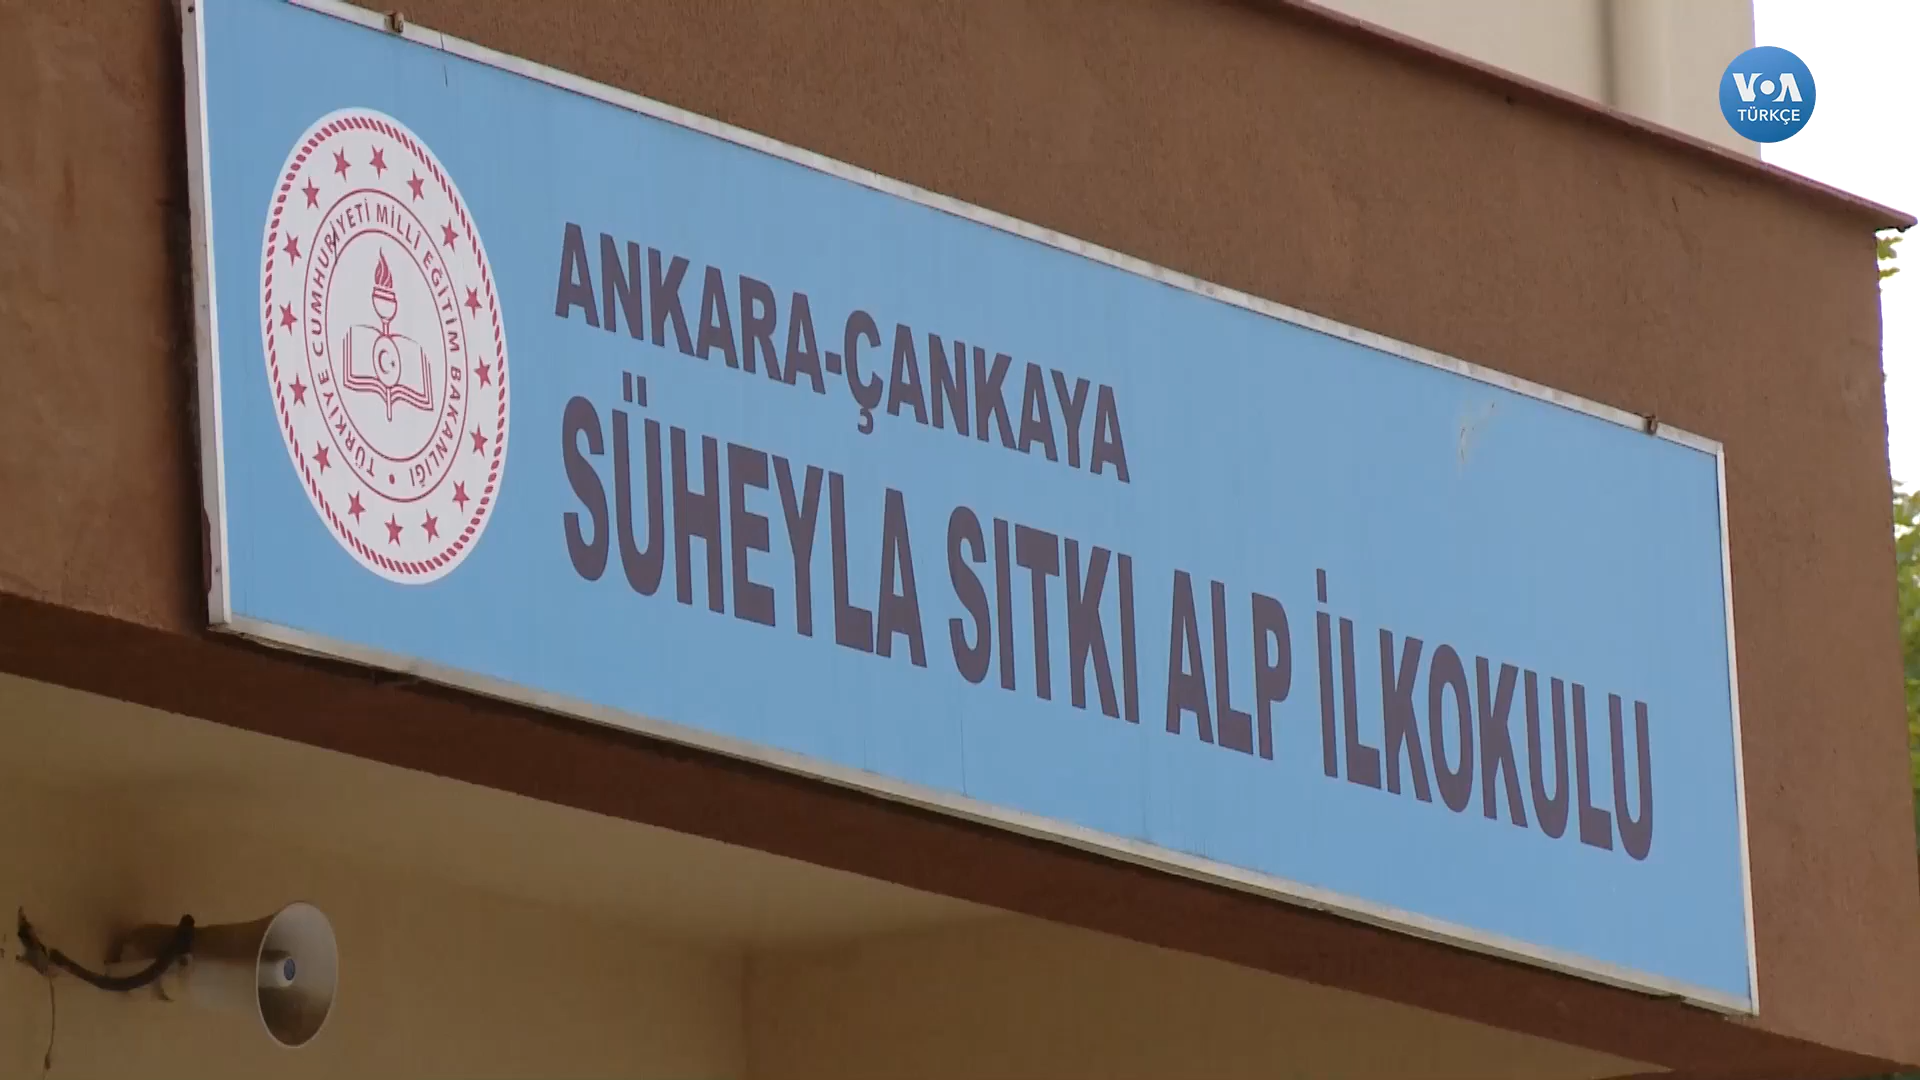 VOA
TÜRKÇE
TÜRKİYE CUMHURİYETİ MİLLİ EĞİTİM BAKANLIĞI
ANKARA-ÇANKAYA
SÜHEYLA SITKI ALP İLKOKULU